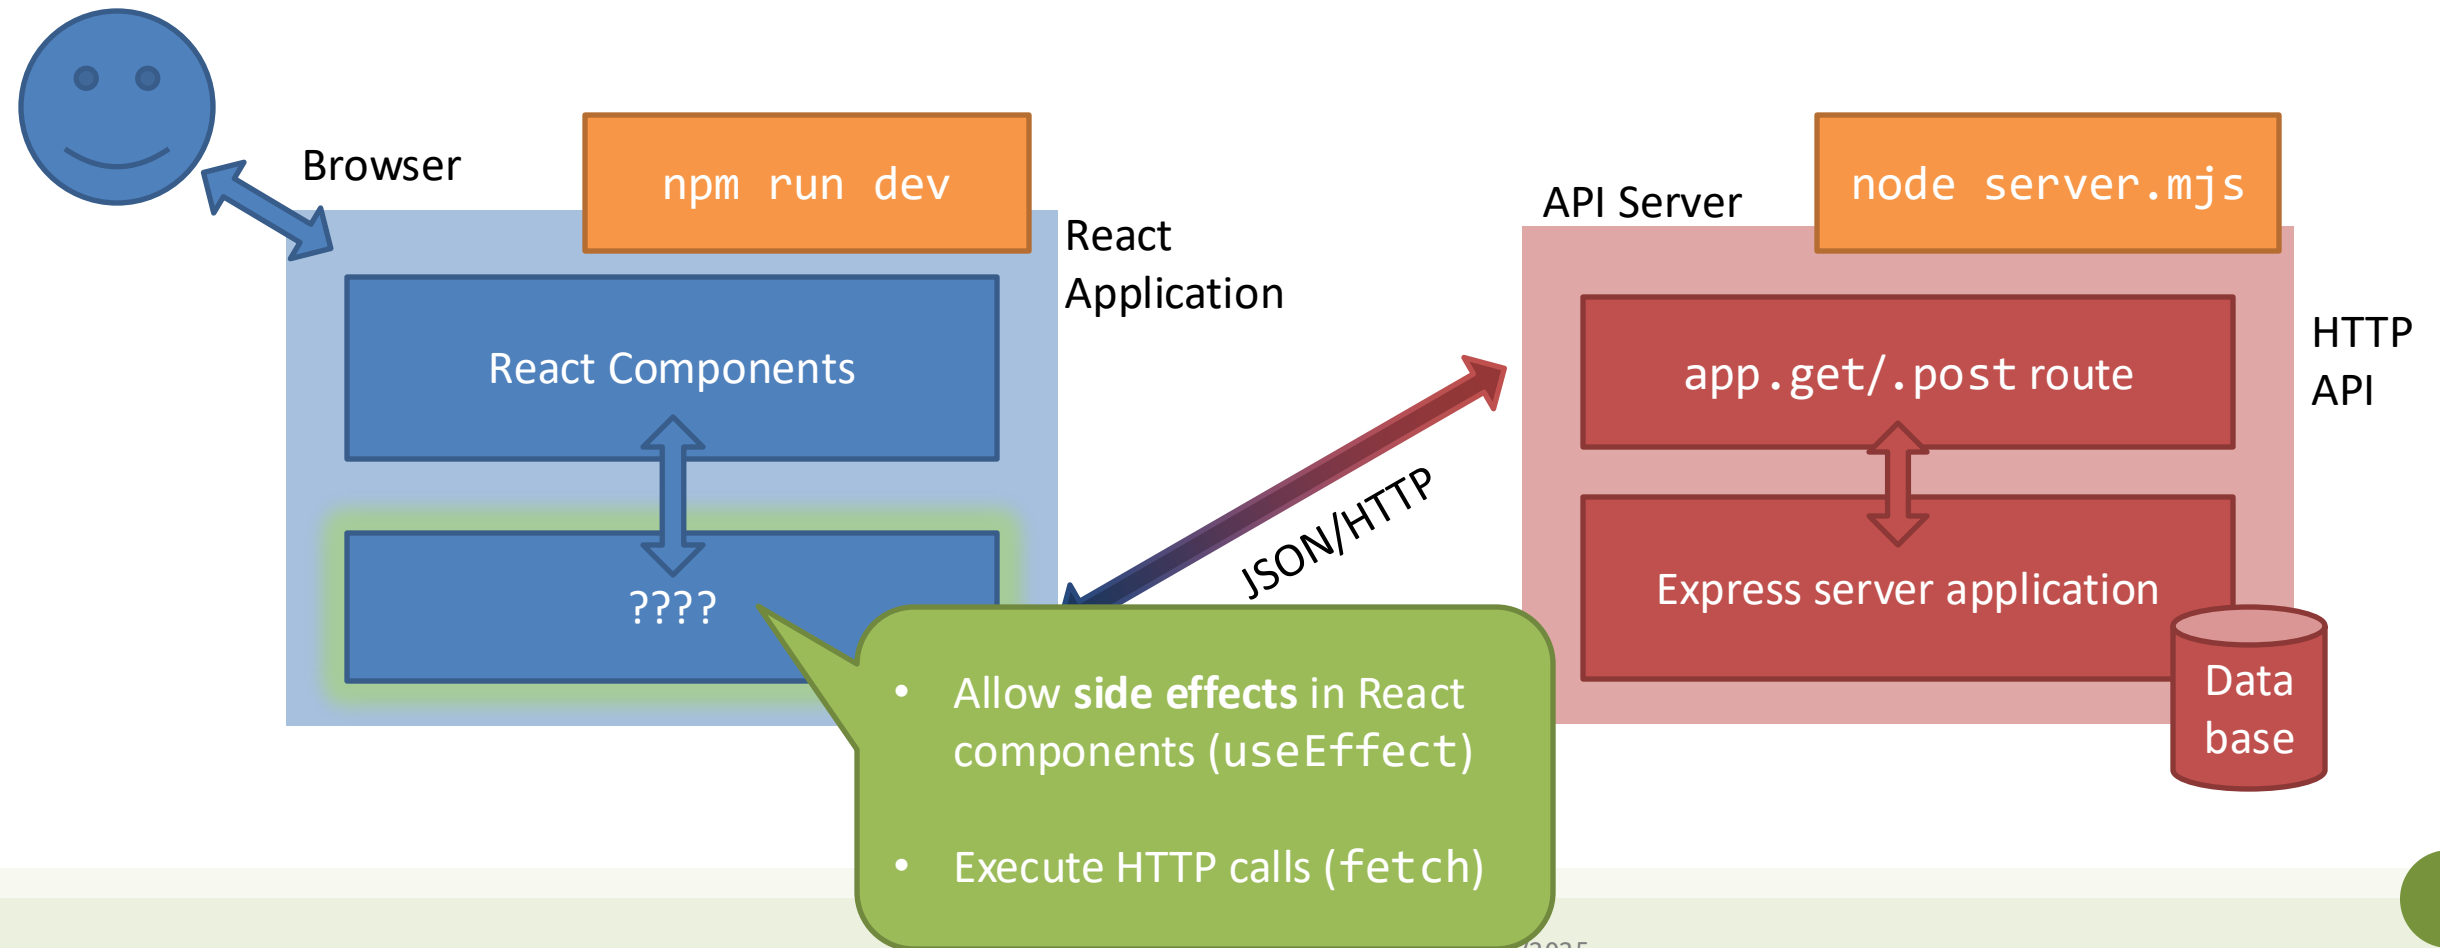 Browser
npm run dev
React
Application
React Components
????
JSON/HTTP
• Allow side effects in React
components (useEffect)
• Execute HTTP calls (fetch)
API Server
node server.mjs
app.get/.post route
Express server application
Data
base
HTTP
API